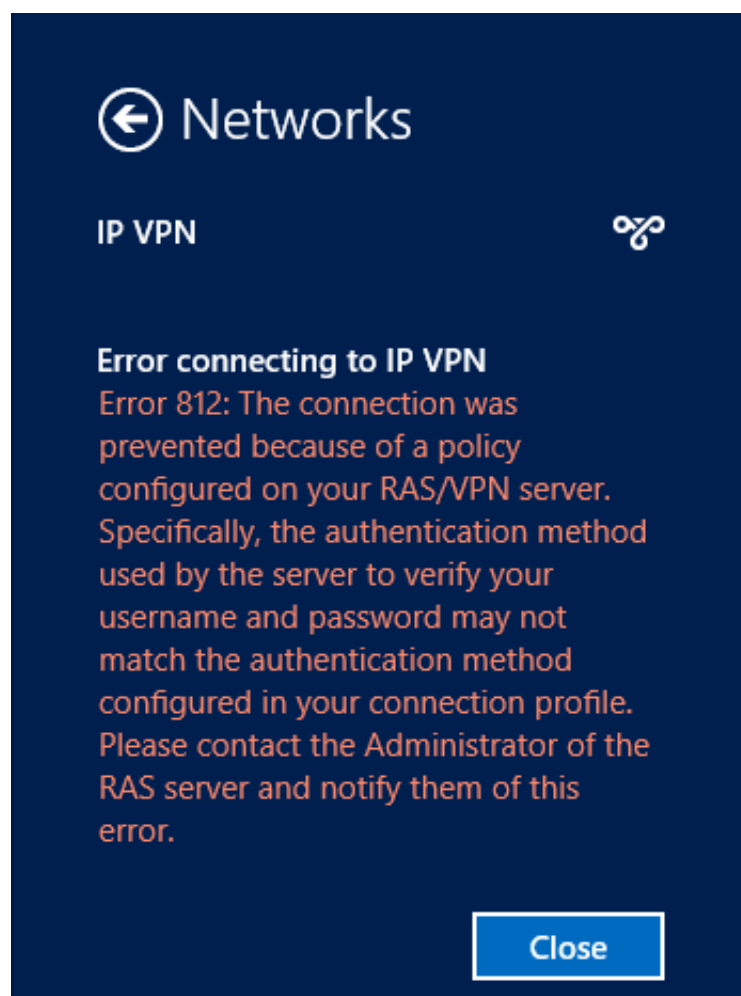 Networks
IP VPN
Error connecting to IP VPN
Error 812: The connection was
prevented because of a policy
configured on your RAS/VPN server.
Specifically, the authentication method
used by the server to verify your
username and password may not
match the authentication method
configured in your connection profile.
Please contact the Administrator of the
RAS server and notify them of this
error.
Close